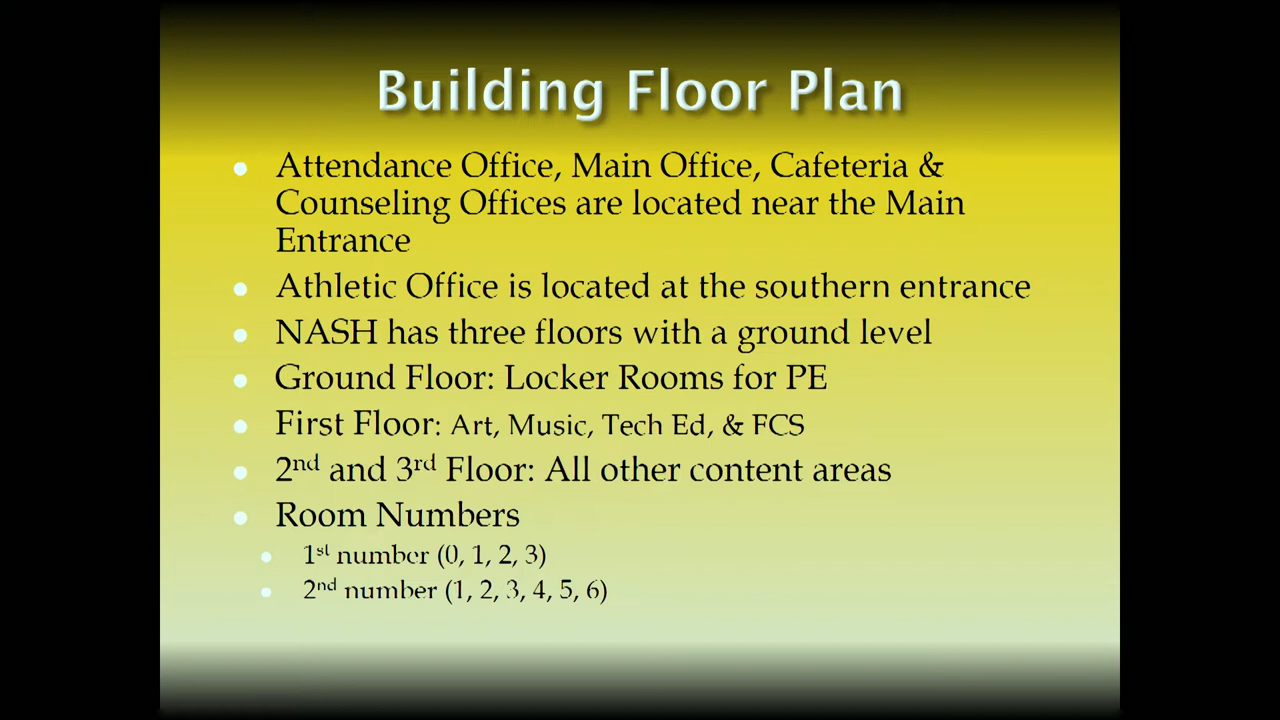 Building Floor Plan
Attendance Office, Main Office, Cafeteria &
Counseling Offices are located near the Main
Entrance
Athletic Office is located at the southern entrance
NASH has three floors with a ground level
Ground Floor: Locker Rooms for PE
First Floor: Art, Music, Tech Ed, & FCS
2nd and 3rd Floor: All other content areas
Room Numbers
1st number (0, 1, 2, 3)
2nd number (1, 2, 3, 4, 5, 6)